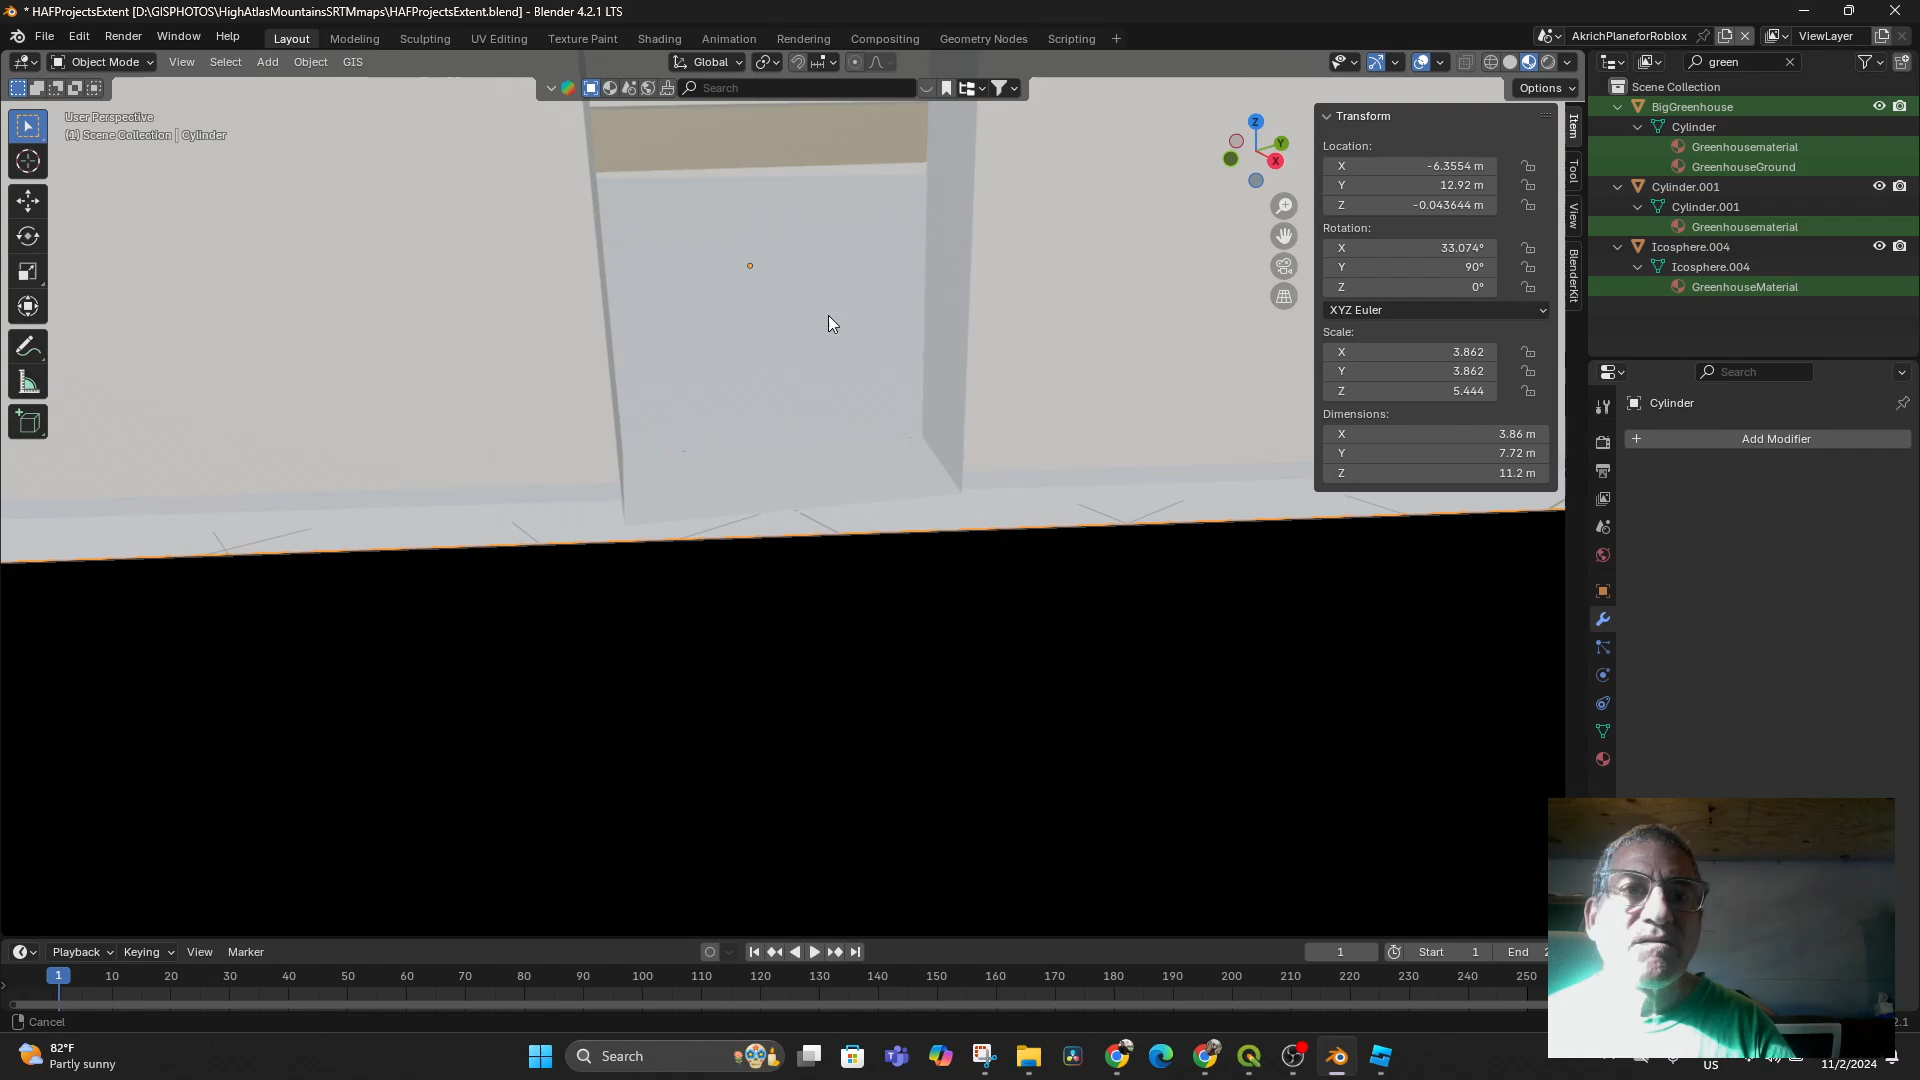 * HAFProjectsExtent [D:\GISPHOTOS\HighAtlasMountainsSRTMmaps\HAFProjectsExtent.blend] - Blender 4.2.1 LTS
File Edit Render Window Help Layout Modeling Sculpting UV Editing Texture Paint Shading Animation Rendering Compositing Geometry Nodes Scripting + AkrichPlaneforRoblox ViewLayer
Object Mode View Select Add Object GIS Global green
Search Options Scene Collection
User Perspective
(1) Scene Collection | Cylinder
Z
Y
X
Transform
Location:
X -6.3554 m
Y 12.92 m
Z -0.043644 m
Rotation:
X 33.074°
Y 90°
Z 0°
XYZ Euler
Scale:
X 3.862
Y 3.862
Z 5.444
Dimensions:
X 3.86 m
Y 7.72 m
Z 11.2 m
Item
Tool
View
BlenderKit
BigGreenhouse
Cylinder
Greenhousematerial
GreenhouseGround
Cylinder.001
Cylinder.001
Greenhousematerial
Icosphere.004
Icosphere.004
GreenhouseMaterial
Search
Cylinder
+ Add Modifier
Playback Keying View Marker 1 Start 1 End 2
1 10 20 30 40 50 60 70 80 90 100 110 120 130 140 150 160 170 180 190 200 210 220 230 240 250
Cancel
2.1
82°F
Partly sunny
Search
US
11/2/2024